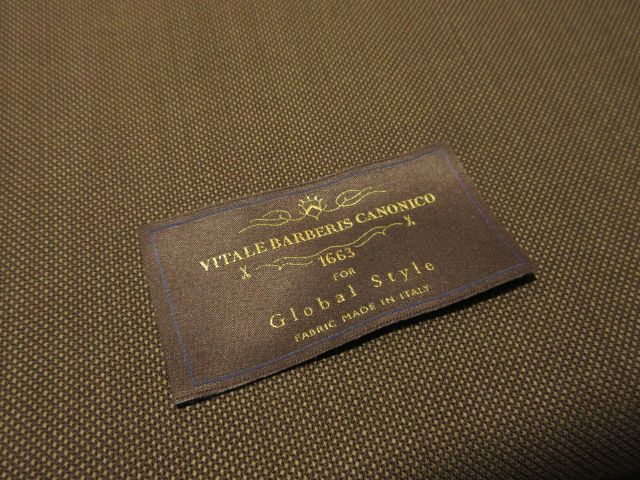 VITALE BARBERIS CANONICO
1663
FOR
Global Style
FABRIC MADE IN ITALY